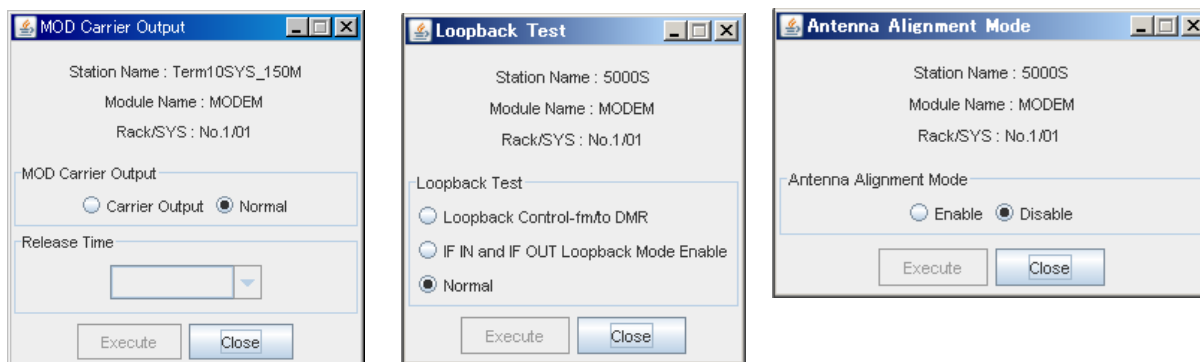 MOD Carrier Output
Station Name : Term10SYS_150M
Module Name : MODEM
Rack/SYS : No.1/01
MOD Carrier Output
Carrier Output
Normal
Release Time
Execute
Close
Loopback Test
Station Name : 5000S
Module Name : MODEM
Rack/SYS : No.1/01
Loopback Test
Loopback Control-fm/to DMR
IF IN and IF OUT Loopback Mode Enable
Normal
Execute
Close
Antenna Alignment Mode
Station Name : 5000S
Module Name : MODEM
Rack/SYS : No.1/01
Antenna Alignment Mode
Enable
Disable
Execute
Close